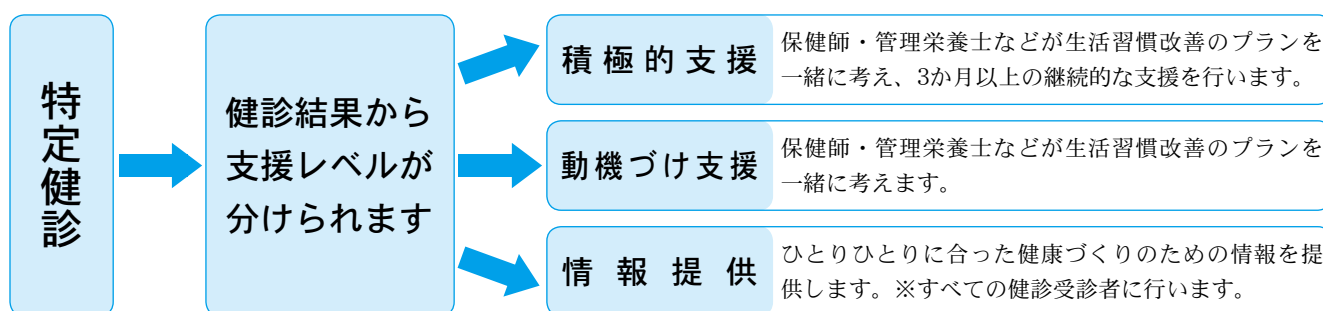 特定健診
健診結果から
支援レベルが
分けられます
積極的支援
保健師・管理栄養士などが生活習慣改善のプランを
一緒に考え、3か月以上の継続的な支援を行います。
動機づけ支援
保健師・管理栄養士などが生活習慣改善のプランを
一緒に考えます。
情報提供
ひとりひとりに合った健康づくりのための情報を提
供します。※すべての健診受診者に行います。